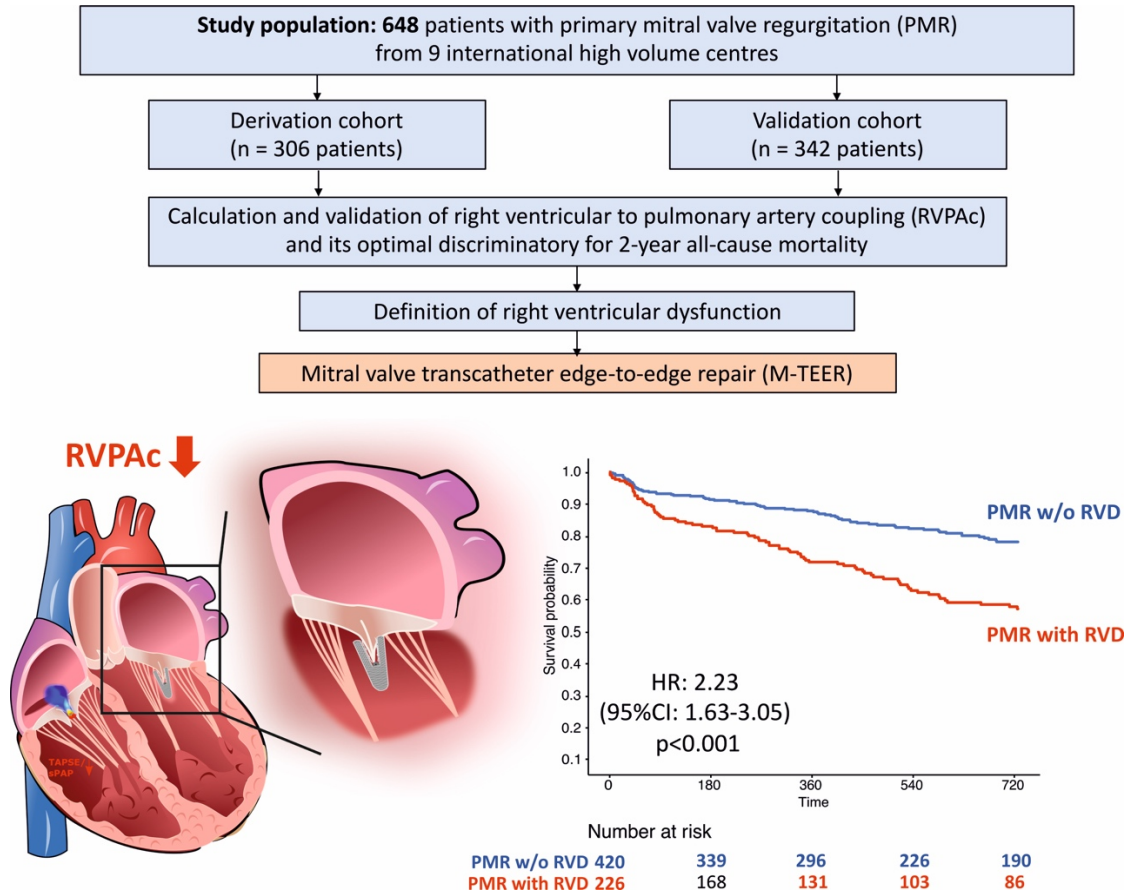 Study population: 648 patients with primary mitral valve regurgitation (PMR)
from 9 international high volume centres
Derivation cohort
(n = 306 patients)
Validation cohort
(n = 342 patients)
Calculation and validation of right ventricular to pulmonary artery coupling (RVPAc)
and its optimal discriminatory for 2-year all-cause mortality
Definition of right ventricular dysfunction
Mitral valve transcatheter edge-to-edge repair (M-TEER)
RVPAc
TAPSE/
sPAP
Survival probability
1.0
0.9
0.8
0.7
0.6
0.5
0.4
0.3
0.2
0.1
PMR w/o RVD
PMR with RVD
HR: 2.23
(95%CI: 1.63-3.05)
p<0.001
0 180 360 540 720
Time
Number at risk
PMR w/o RVD 420 339 296 226 190
PMR with RVD 226 168 131 103 86